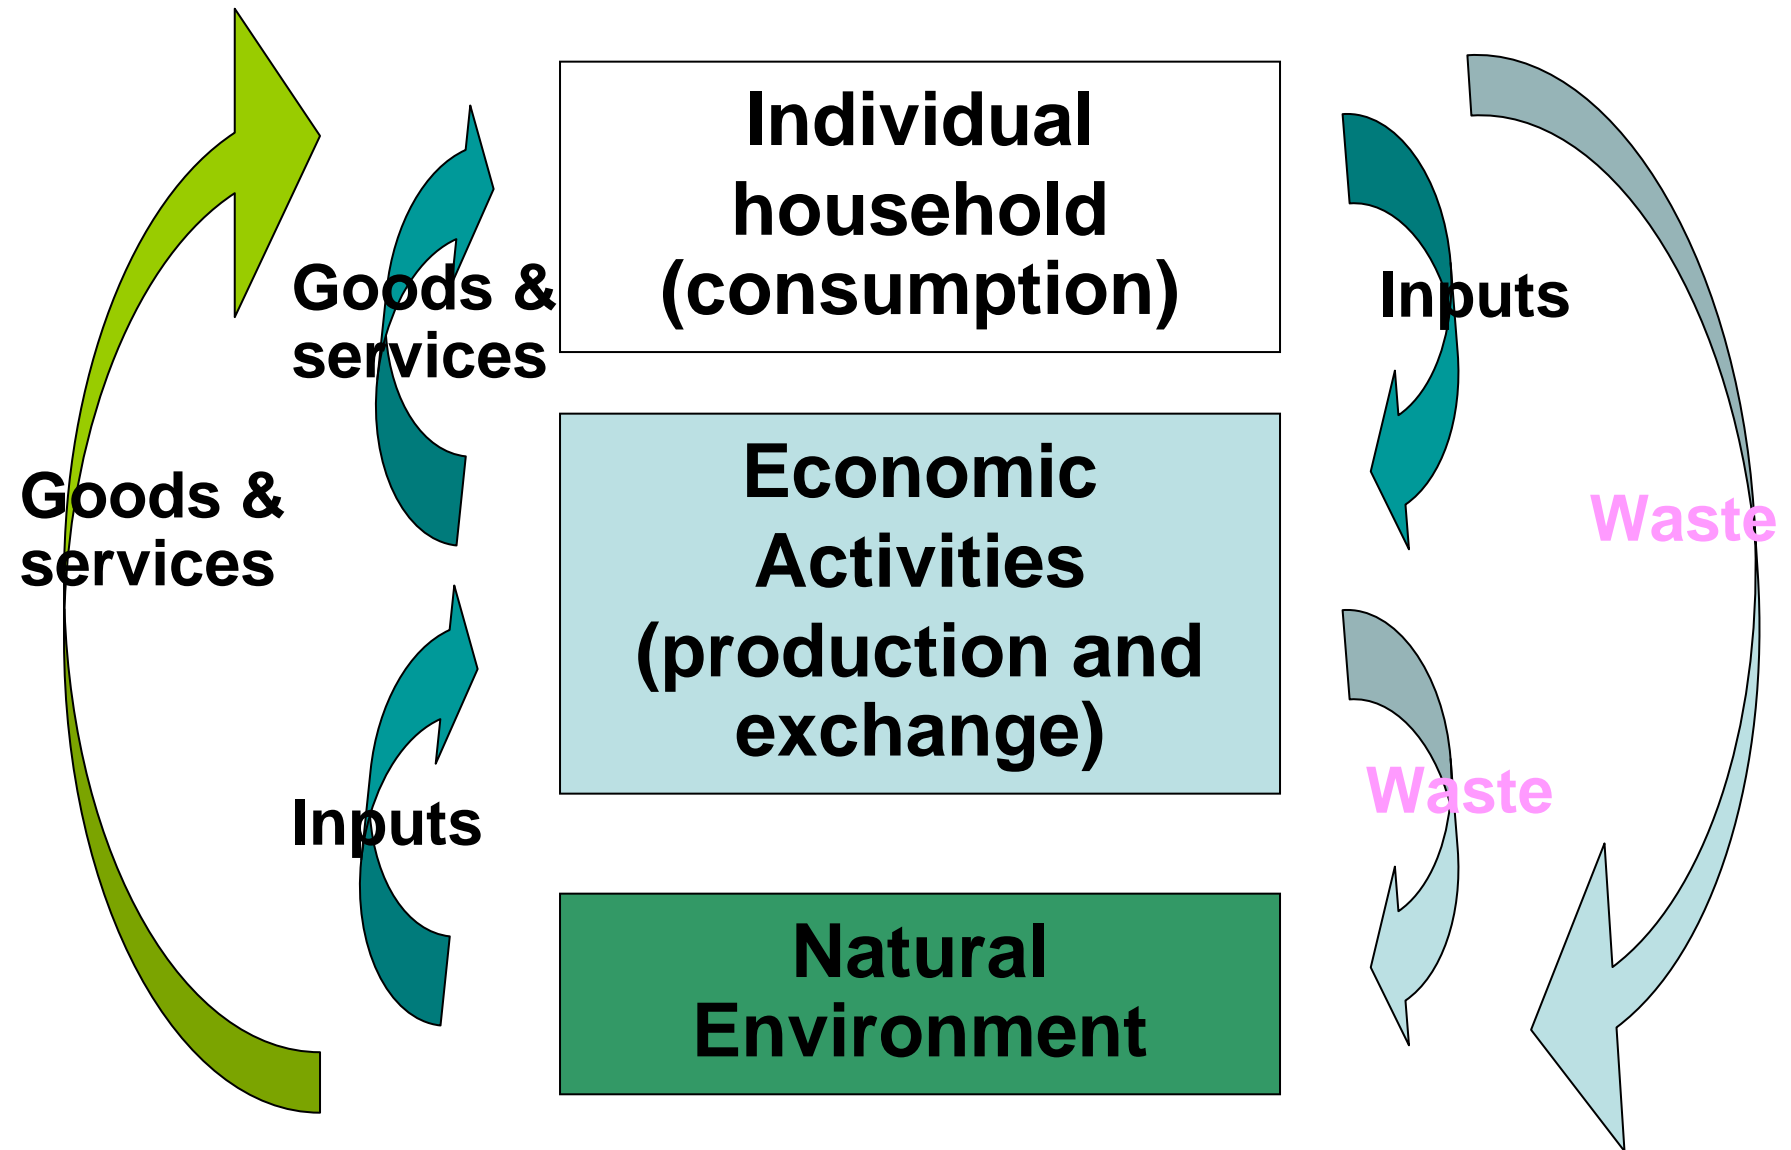 Individual
household
(consumption)
Goods &
services
Inputs
Economic
Activities
(production and
exchange)
Goods &
services
Waste
Inputs
Waste
Natural
Environment